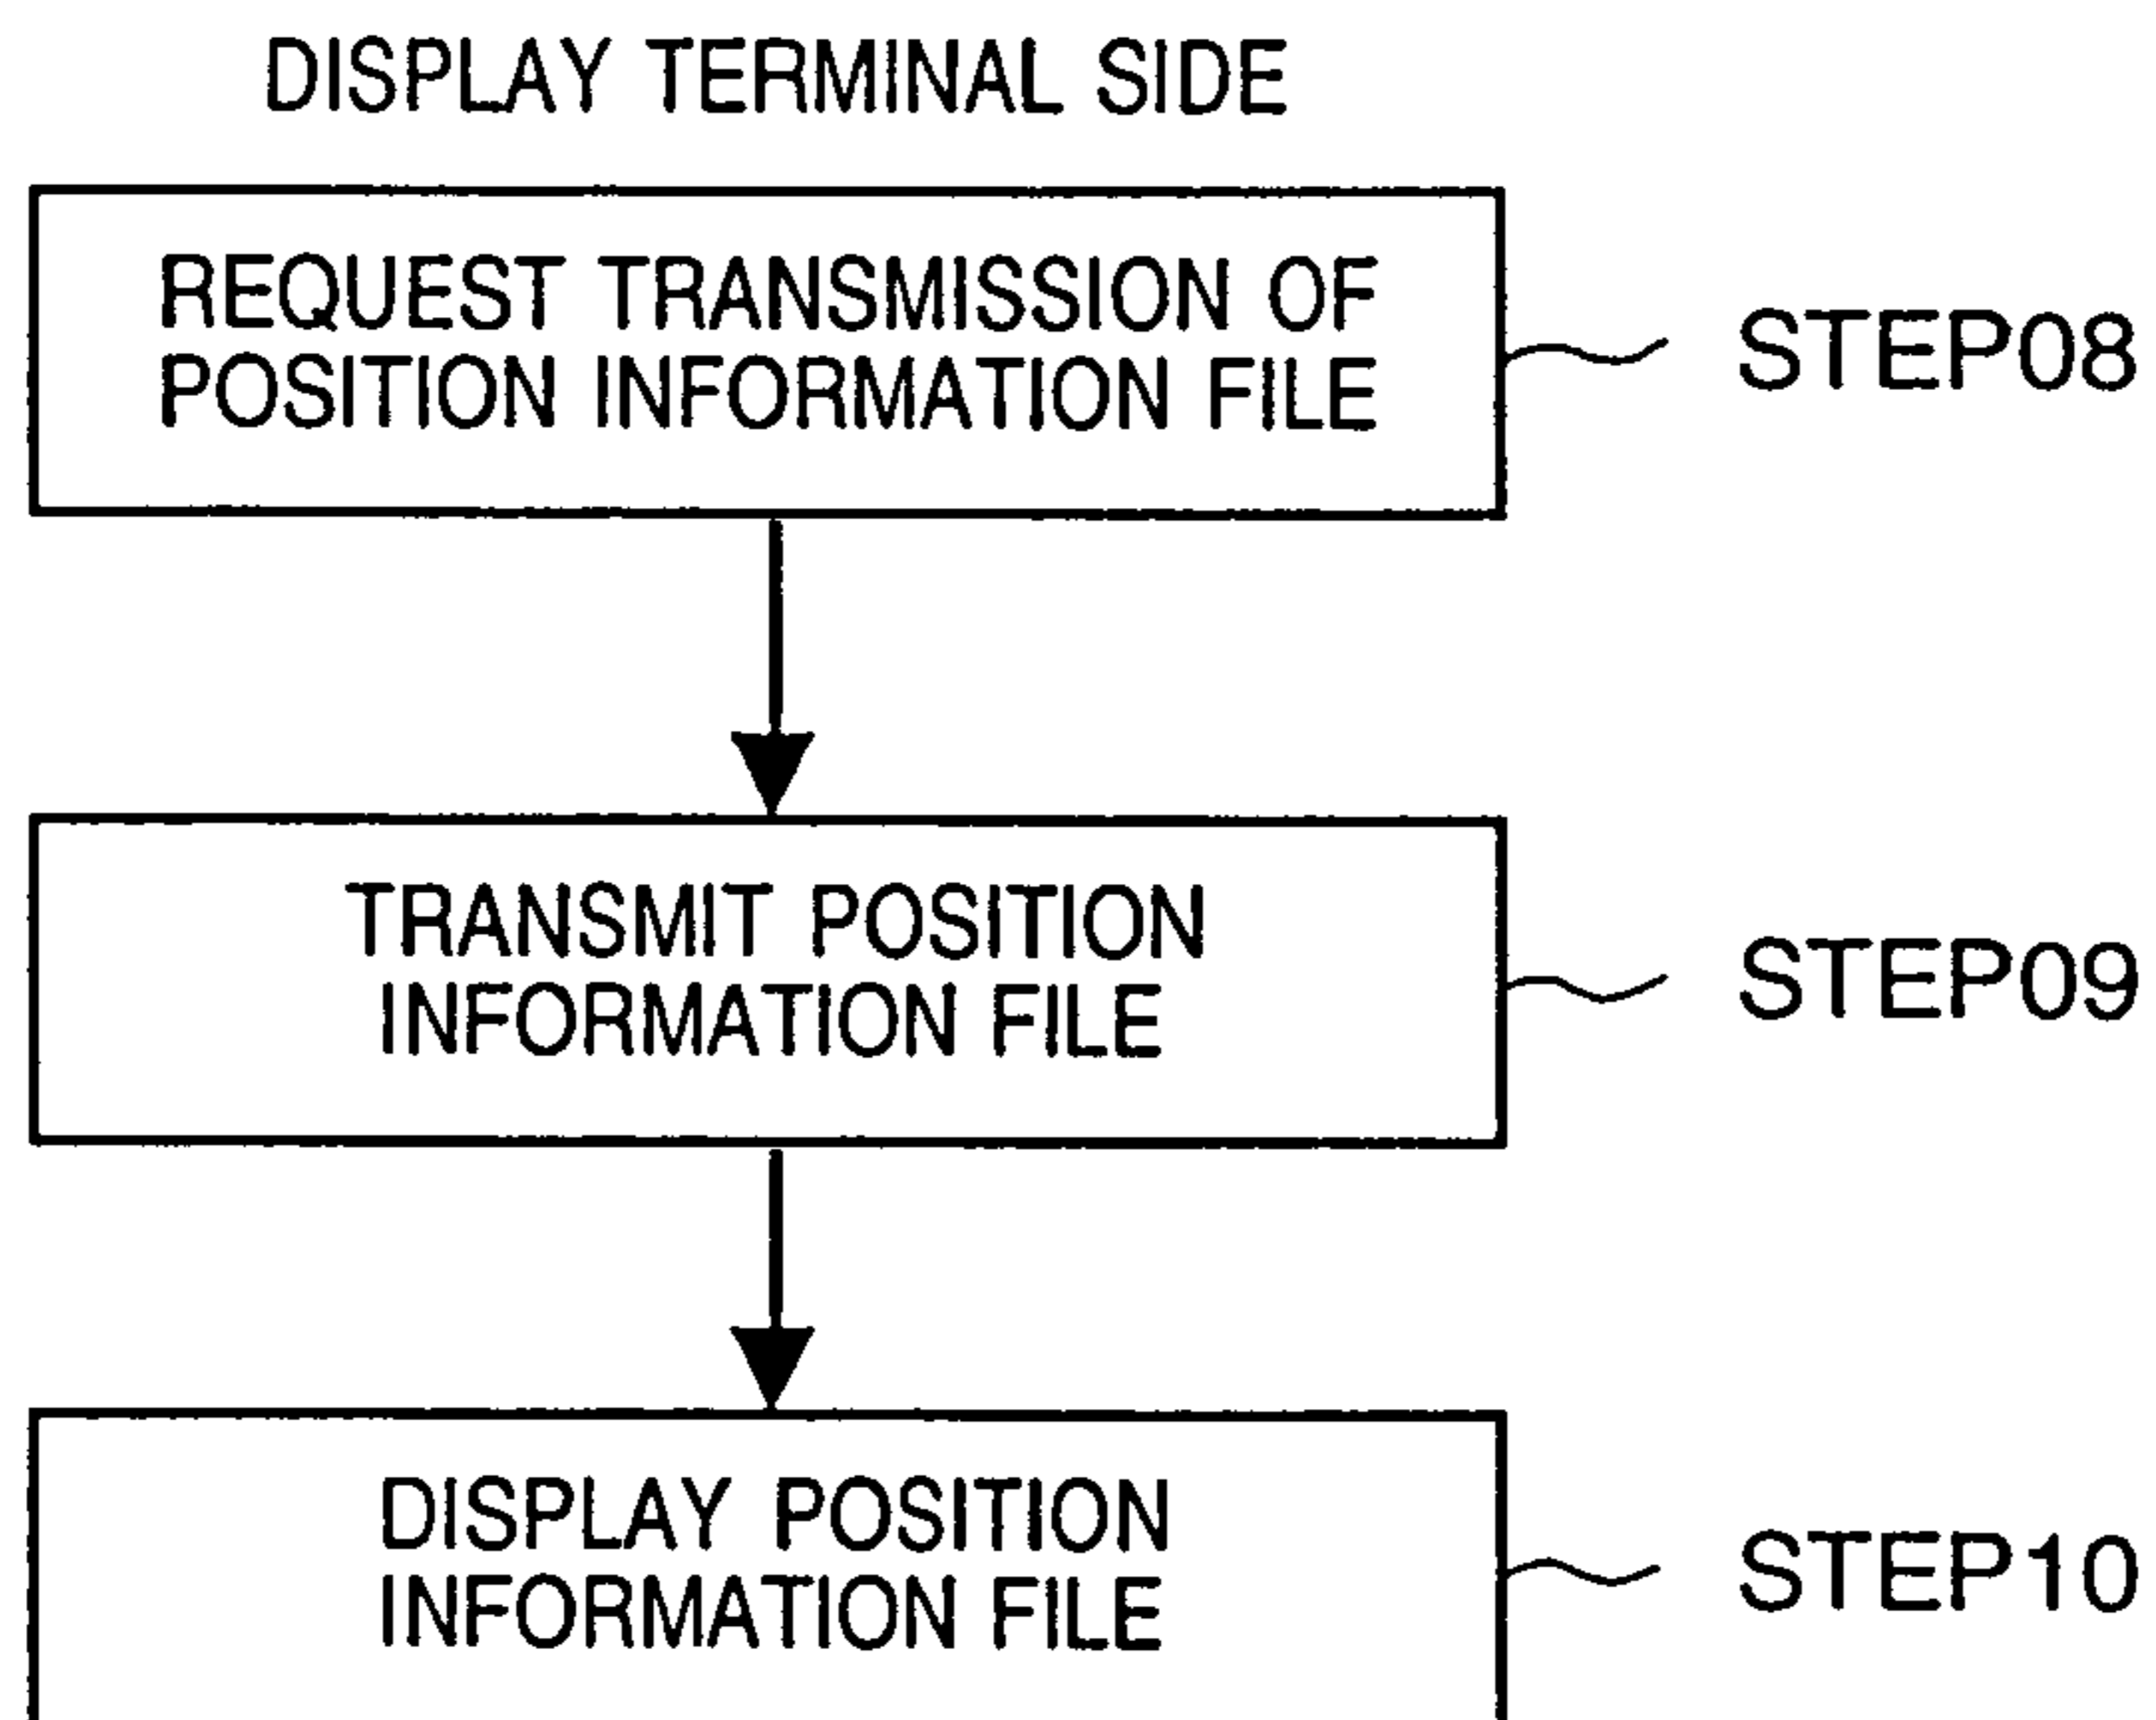 DISPLAY TERMINAL SIDE
REQUEST TRANSMISSION OF
POSITION INFORMATION FILE
STEP08
TRANSMIT POSITION
INFORMATION FILE
STEP09
DISPLAY POSITION
INFORMATION FILE
STEP10